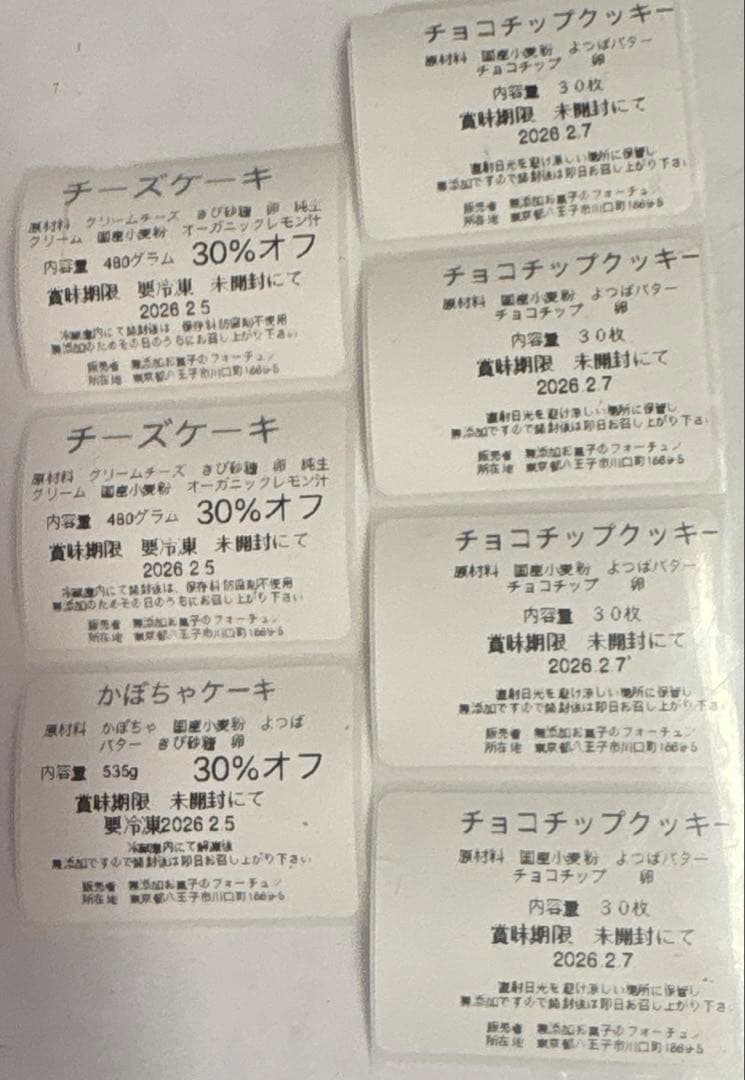 チーズケーキ
原材料 クリームチーズ きび砂糖 卵 純生
クリーム 国産小麦粉 オーガニックレモン汁
内容量 480グラム 30%オフ
賞味期限 要冷凍 未開封にて
2026 2 5
冷蔵庫内にて開封後は、保存料防腐剤不使用
無添加のためその日のうちにお召し上がり下さい
販売者 無添加お菓子のフォーチュン
所在地 東京都八王子市川口町1669-5
チーズケーキ
原材料 クリームチーズ きび砂糖 卵 純生
クリーム 国産小麦粉 オーガニックレモン汁
内容量 480グラム 30%オフ
賞味期限 要冷凍 未開封にて
2026 2 5
冷蔵庫内にて開封後は、保存料防腐剤不使用
無添加のためその日のうちにお召し上がり下さい
販売者 無添加お菓子のフォーチュン
所在地 東京都八王子市川口町1669-5
かぼちゃケーキ
原材料 かぼちゃ 国産小麦粉 よつば
バター きび砂糖 卵
内容量 535g 30%オフ
賞味期限 未開封にて
要冷凍2026 2 5
冷蔵庫内にて解凍後
無添加ですので開封後は即日お召し上がり下さい
販売者 無添加お菓子のフォーチュン
所在地 東京都八王子市川口町1669-5
チョコチップクッキー
原材料 国産小麦粉 よつばバター
チョコチップ 卵
内容量 30枚
賞味期限 未開封にて
2026 2.7
直射日光を避け涼しい場所に保管し
無添加ですので開封後は即日お召し上がり下さい
販売者 無添加お菓子のフォーチュン
所在地 東京都八王子市川口町1669-5
チョコチップクッキー
原材料 国産小麦粉 よつばバター
チョコチップ 卵
内容量 30枚
賞味期限 未開封にて
2026.2.7
直射日光を避け涼しい場所に保管し
無添加ですので開封後は即日お召し上がり下さい
販売者 無添加お菓子のフォーチュン
所在地 東京都八王子市川口町1669-5
チョコチップクッキー
原材料 国産小麦粉 よつばバター
チョコチップ 卵
内容量 30枚
賞味期限 未開封にて
2026.2.7
直射日光を避け涼しい場所に保管し
無添加ですので開封後は即日お召し上がり下さ
販売者 無添加お菓子のフォーチュン
所在地 東京都八王子市川口町1669-5
チョコチップクッキー
原材料 国産小麦粉 よつばバター
チョコチップ 卵
内容量 30枚
賞味期限 未開封にて
2026.2.7
直射日光を避け涼しい場所に保管し
無添加ですので開封後は即日お召し上がり下さ
販売者 無添加お菓子のフォーチュン
所在地 東京都八王子市川口町1669-5